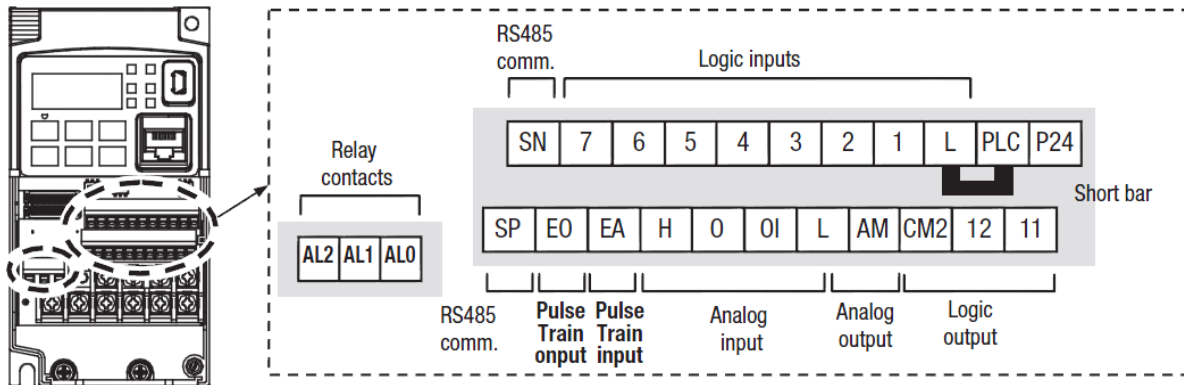 RS485
comm.
Logic inputs
SN 7 6 5 4 3 2 1 L PLC P24
Relay
contacts
Short bar
SP EO EA H O OI L AM CM2 12 11
AL2 AL1 AL0
RS485
comm.
Pulse
Train
onput
Pulse
Train
input
Analog
input
Analog
output
Logic
output